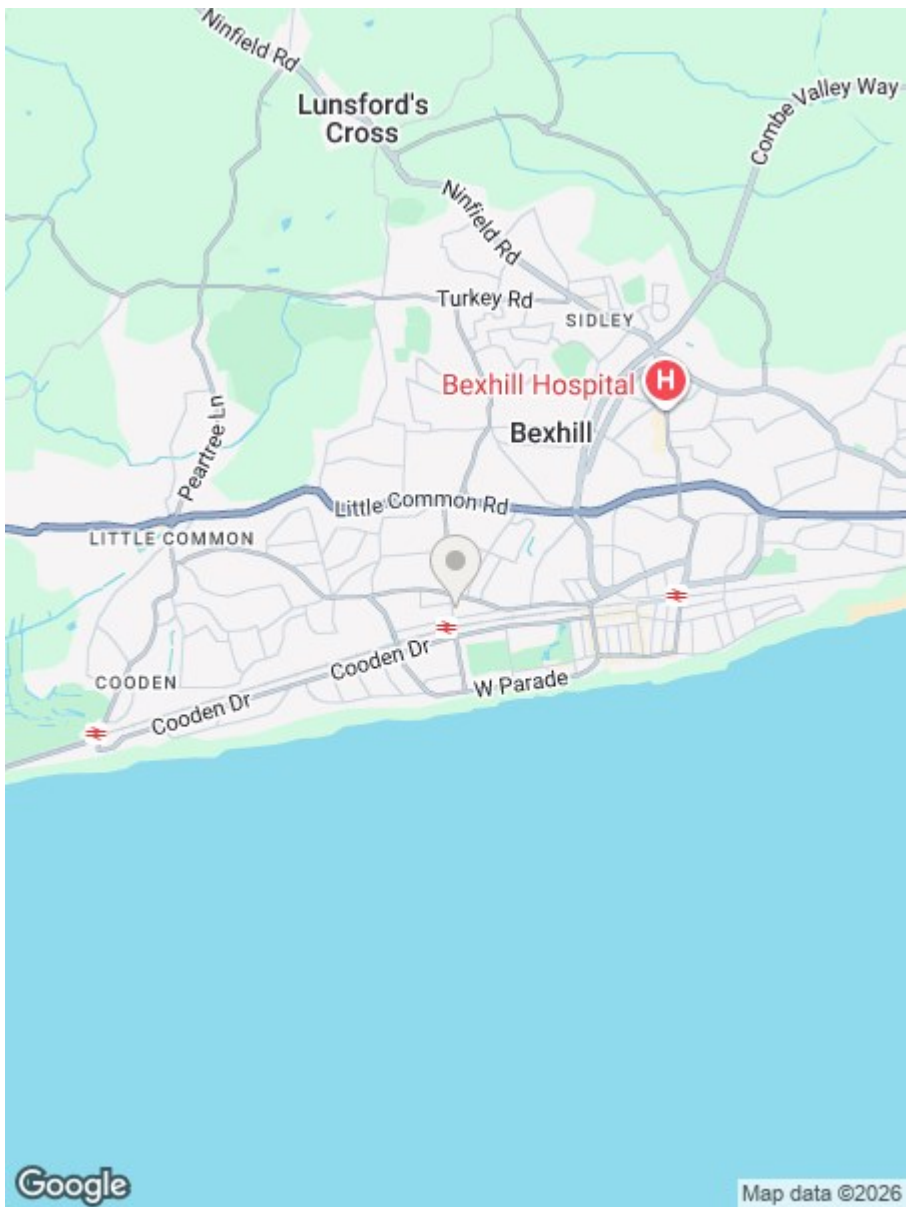 Ninfield Rd
Lunsford's
Cross
Combe Valley Way
Ninfield Rd
Turkey Rd
SIDLEY
Bexhill Hospital
H
Bexhill
Peartree Ln
Little Common Rd
LITTLE COMMON
Cooden Dr
W Parade
COODEN
Cooden Dr
Google
Map data ©2026